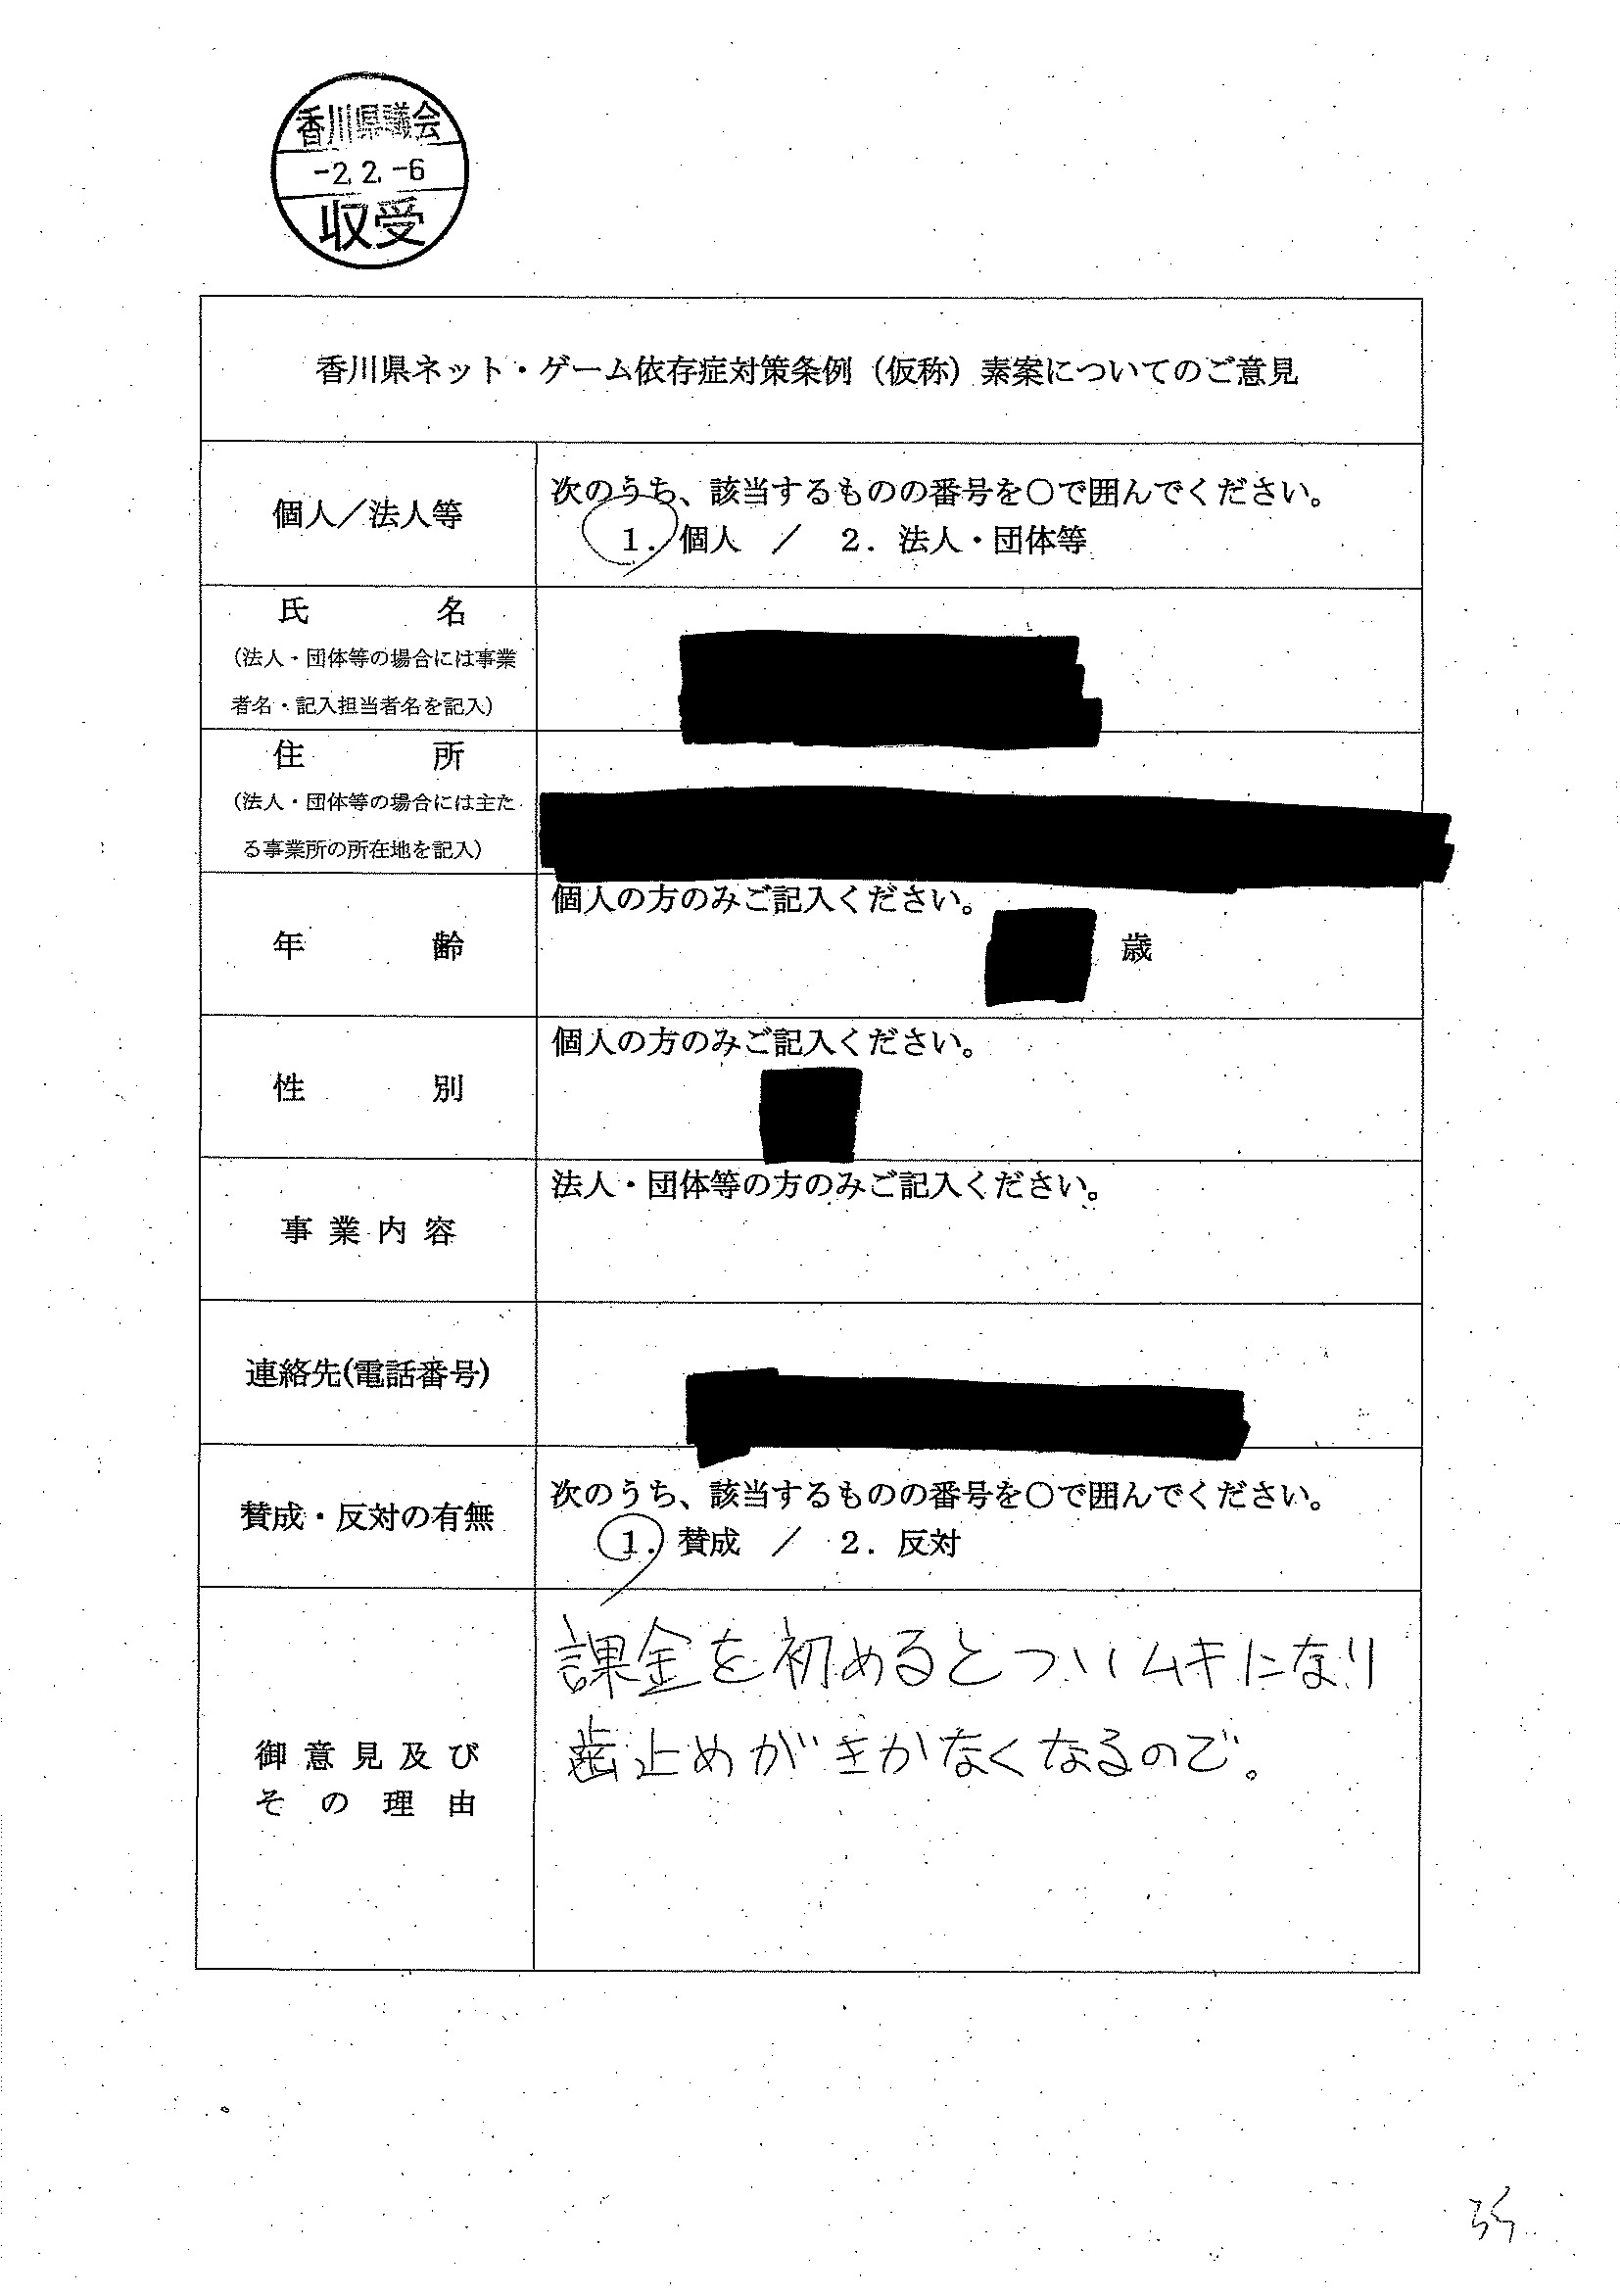 香川県議会
-2.2.-6
収受
香川県ネット・ゲーム依存症対策条例（仮称）素案についてのご意見
個人／法人等
次のうち、該当するものの番号を○で囲んでください。
1．個人　／　2．法人・団体等
氏　名
（法人・団体等の場合には事業
者名・記入担当者名を記入）
住　所
（法人・団体等の場合には主た
る事業所の所在地を記入）
年　齢
個人の方のみご記入ください。
歳
性　別
個人の方のみご記入ください。
事業内容
法人・団体等の方のみご記入ください。
連絡先(電話番号)
賛成・反対の有無
次のうち、該当するものの番号を○で囲んでください。
1．賛成　／　2．反対
御意見及び
その理由
課金を初めるとついムキになり
歯止めがきかなくなるので。
35